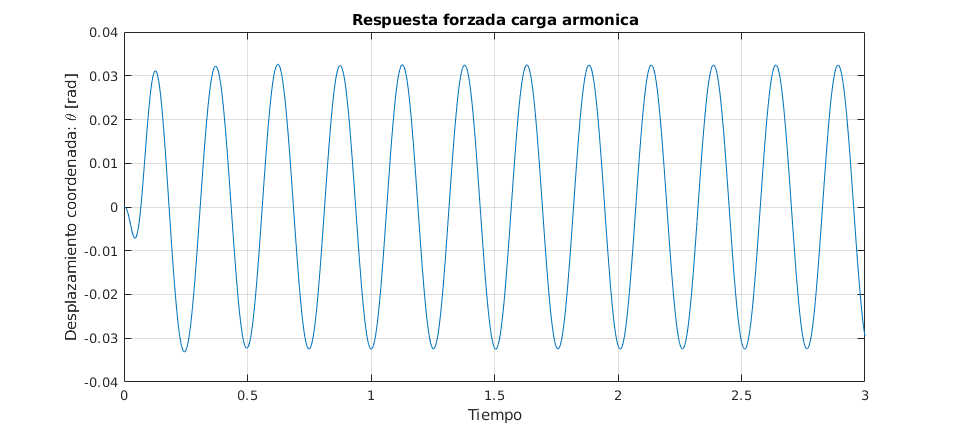 Respuesta forzada carga armonica
Desplazamiento coordenada: θ [rad]
0.04
0.03
0.02
0.01
0
-0.01
-0.02
-0.03
-0.04
0 0.5 1 1.5 2 2.5 3
Tiempo